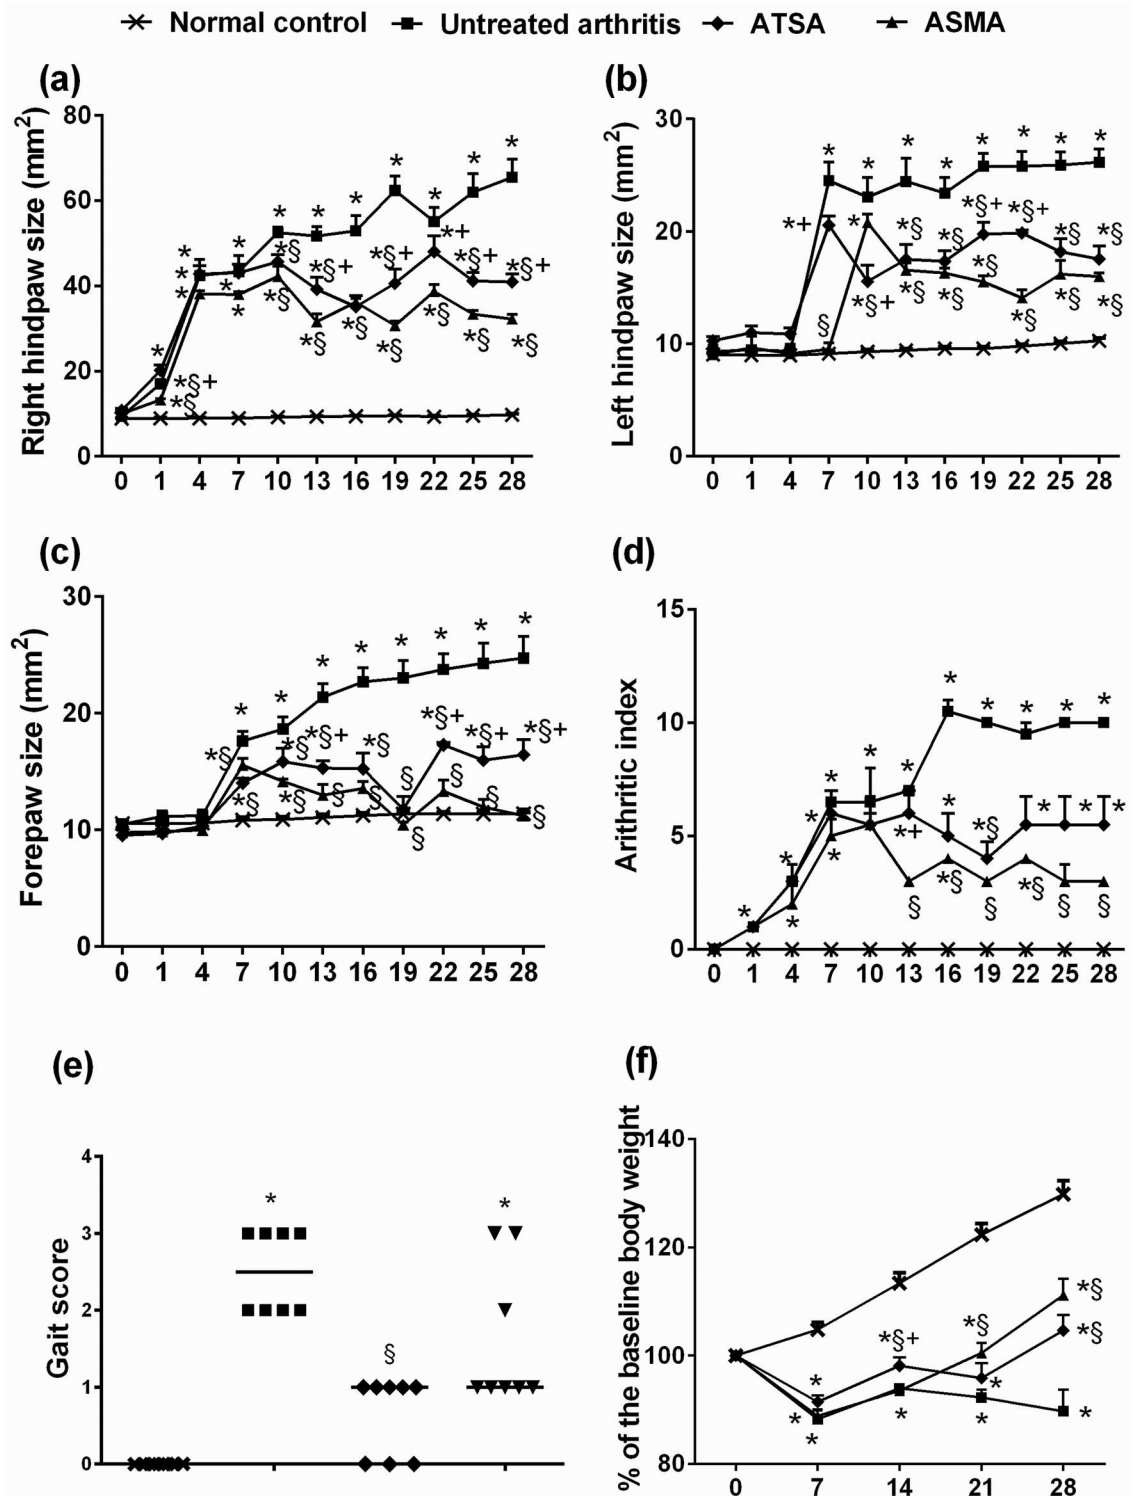 Normal control Untreated arthritis ATSA ASMA
(a)
Right hindpaw size (mm²)
80
60
40
20
0
* * * * * * * * * * *
* *+
*§ *§+ *§+ *§+ *§+
* * *
*§ *§ *§ *§ *§ *§ *§
*§+
*§
0 1 4 7 10 13 16 19 22 25 28
(b)
Left hindpaw size (mm²)
30
20
10
0
* * * * * * * *
*+ * *§ *§ *§+ *§+ *§ *§
*§
§ *§+ *§ *§ *§ *§ *§
0 1 4 7 10 13 16 19 22 25 28
(c)
Forepaw size (mm²)
30
20
10
0
* * * * * * * *
*§ *§ *§+ *§ § *§+ *§+ *§+
*§ *§ § § § § § §
0 1 4 7 10 13 16 19 22 25 28
(d)
Arithritic index
15
10
5
0
* * * * * * * *
* * * *+ * *§ * * *
* * § *§ § *§ § §
0 1 4 7 10 13 16 19 22 25 28
(e)
Gait score
4
3
2
1
0
* § *
(f)
% of the baseline body weight
140
120
100
80
* *§+ *§ *§
*§
* * * * * *
0 7 14 21 28